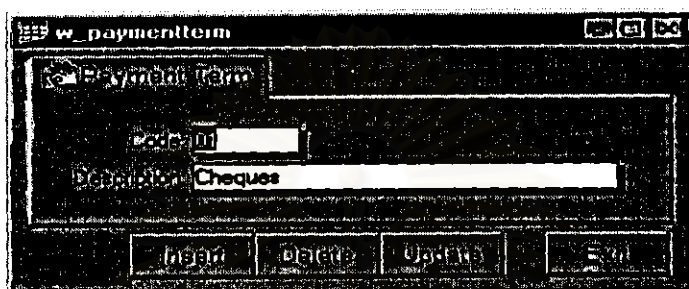 w_paymentterm
Payment Term
Code: 01
Description: Cheques
Insert Delete Update Exit